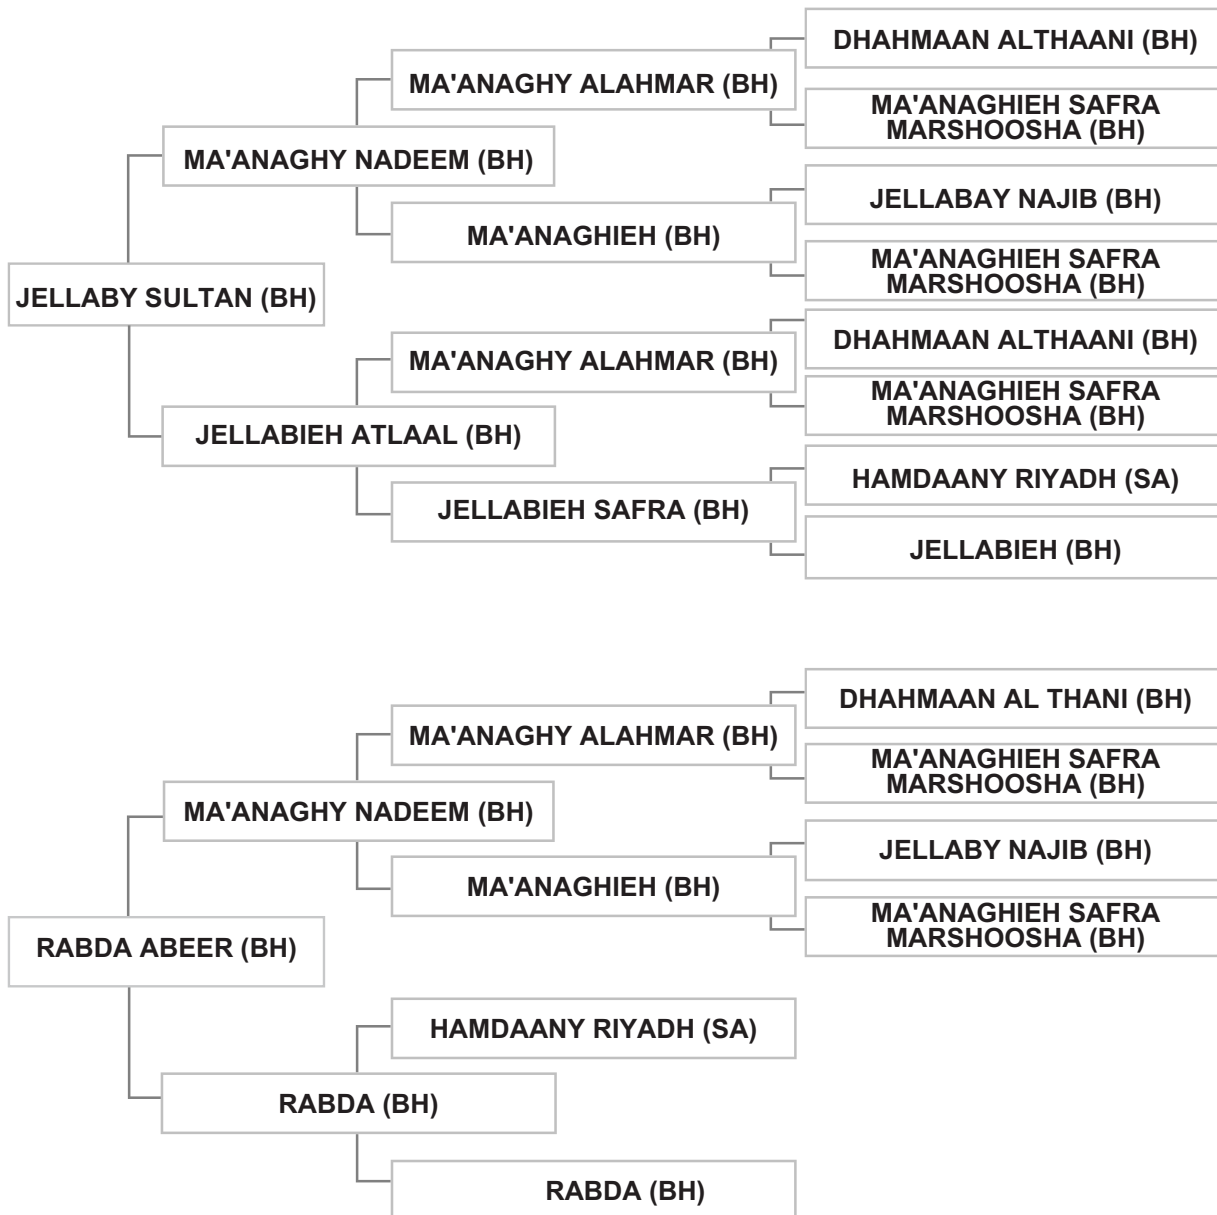 DHAHMAAN ALTHAANI (BH)
MA'ANAGHY ALAHMAR (BH)
MA'ANAGHIEH SAFRA
MARSHOOSHA (BH)
MA'ANAGHY NADEEM (BH)
JELLABAY NAJIB (BH)
MA'ANAGHIEH (BH)
MA'ANAGHIEH SAFRA
MARSHOOSHA (BH)
JELLABY SULTAN (BH)
DHAHMAAN ALTHAANI (BH)
MA'ANAGHY ALAHMAR (BH)
MA'ANAGHIEH SAFRA
MARSHOOSHA (BH)
JELLABIEH ATLAAL (BH)
HAMDAANY RIYADH (SA)
JELLABIEH SAFRA (BH)
JELLABIEH (BH)
DHAHMAAN AL THANI (BH)
MA'ANAGHY ALAHMAR (BH)
MA'ANAGHIEH SAFRA
MARSHOOSHA (BH)
MA'ANAGHY NADEEM (BH)
JELLABY NAJIB (BH)
MA'ANAGHIEH (BH)
MA'ANAGHIEH SAFRA
MARSHOOSHA (BH)
RABDA ABEER (BH)
HAMDAANY RIYADH (SA)
RABDA (BH)
RABDA (BH)